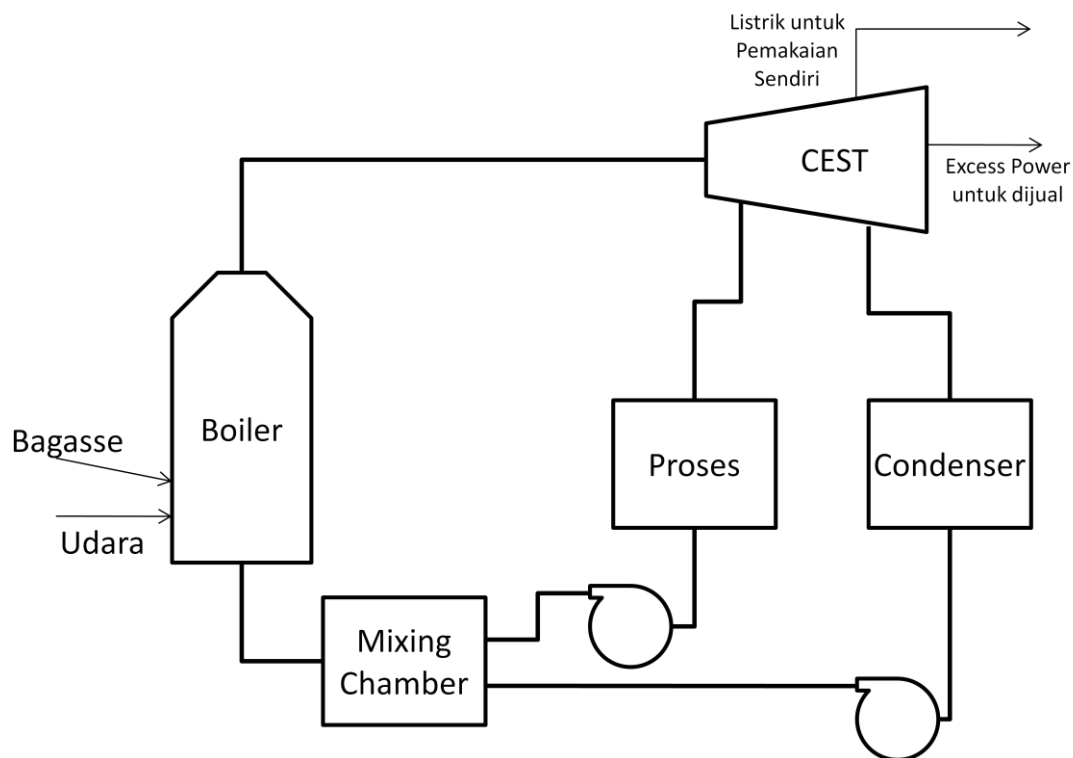 Listrik untuk
Pemakaian
Sendiri
CEST
Excess Power
untuk dijual
Boiler
Bagasse
Udara
Proses
Condenser
Mixing
Chamber